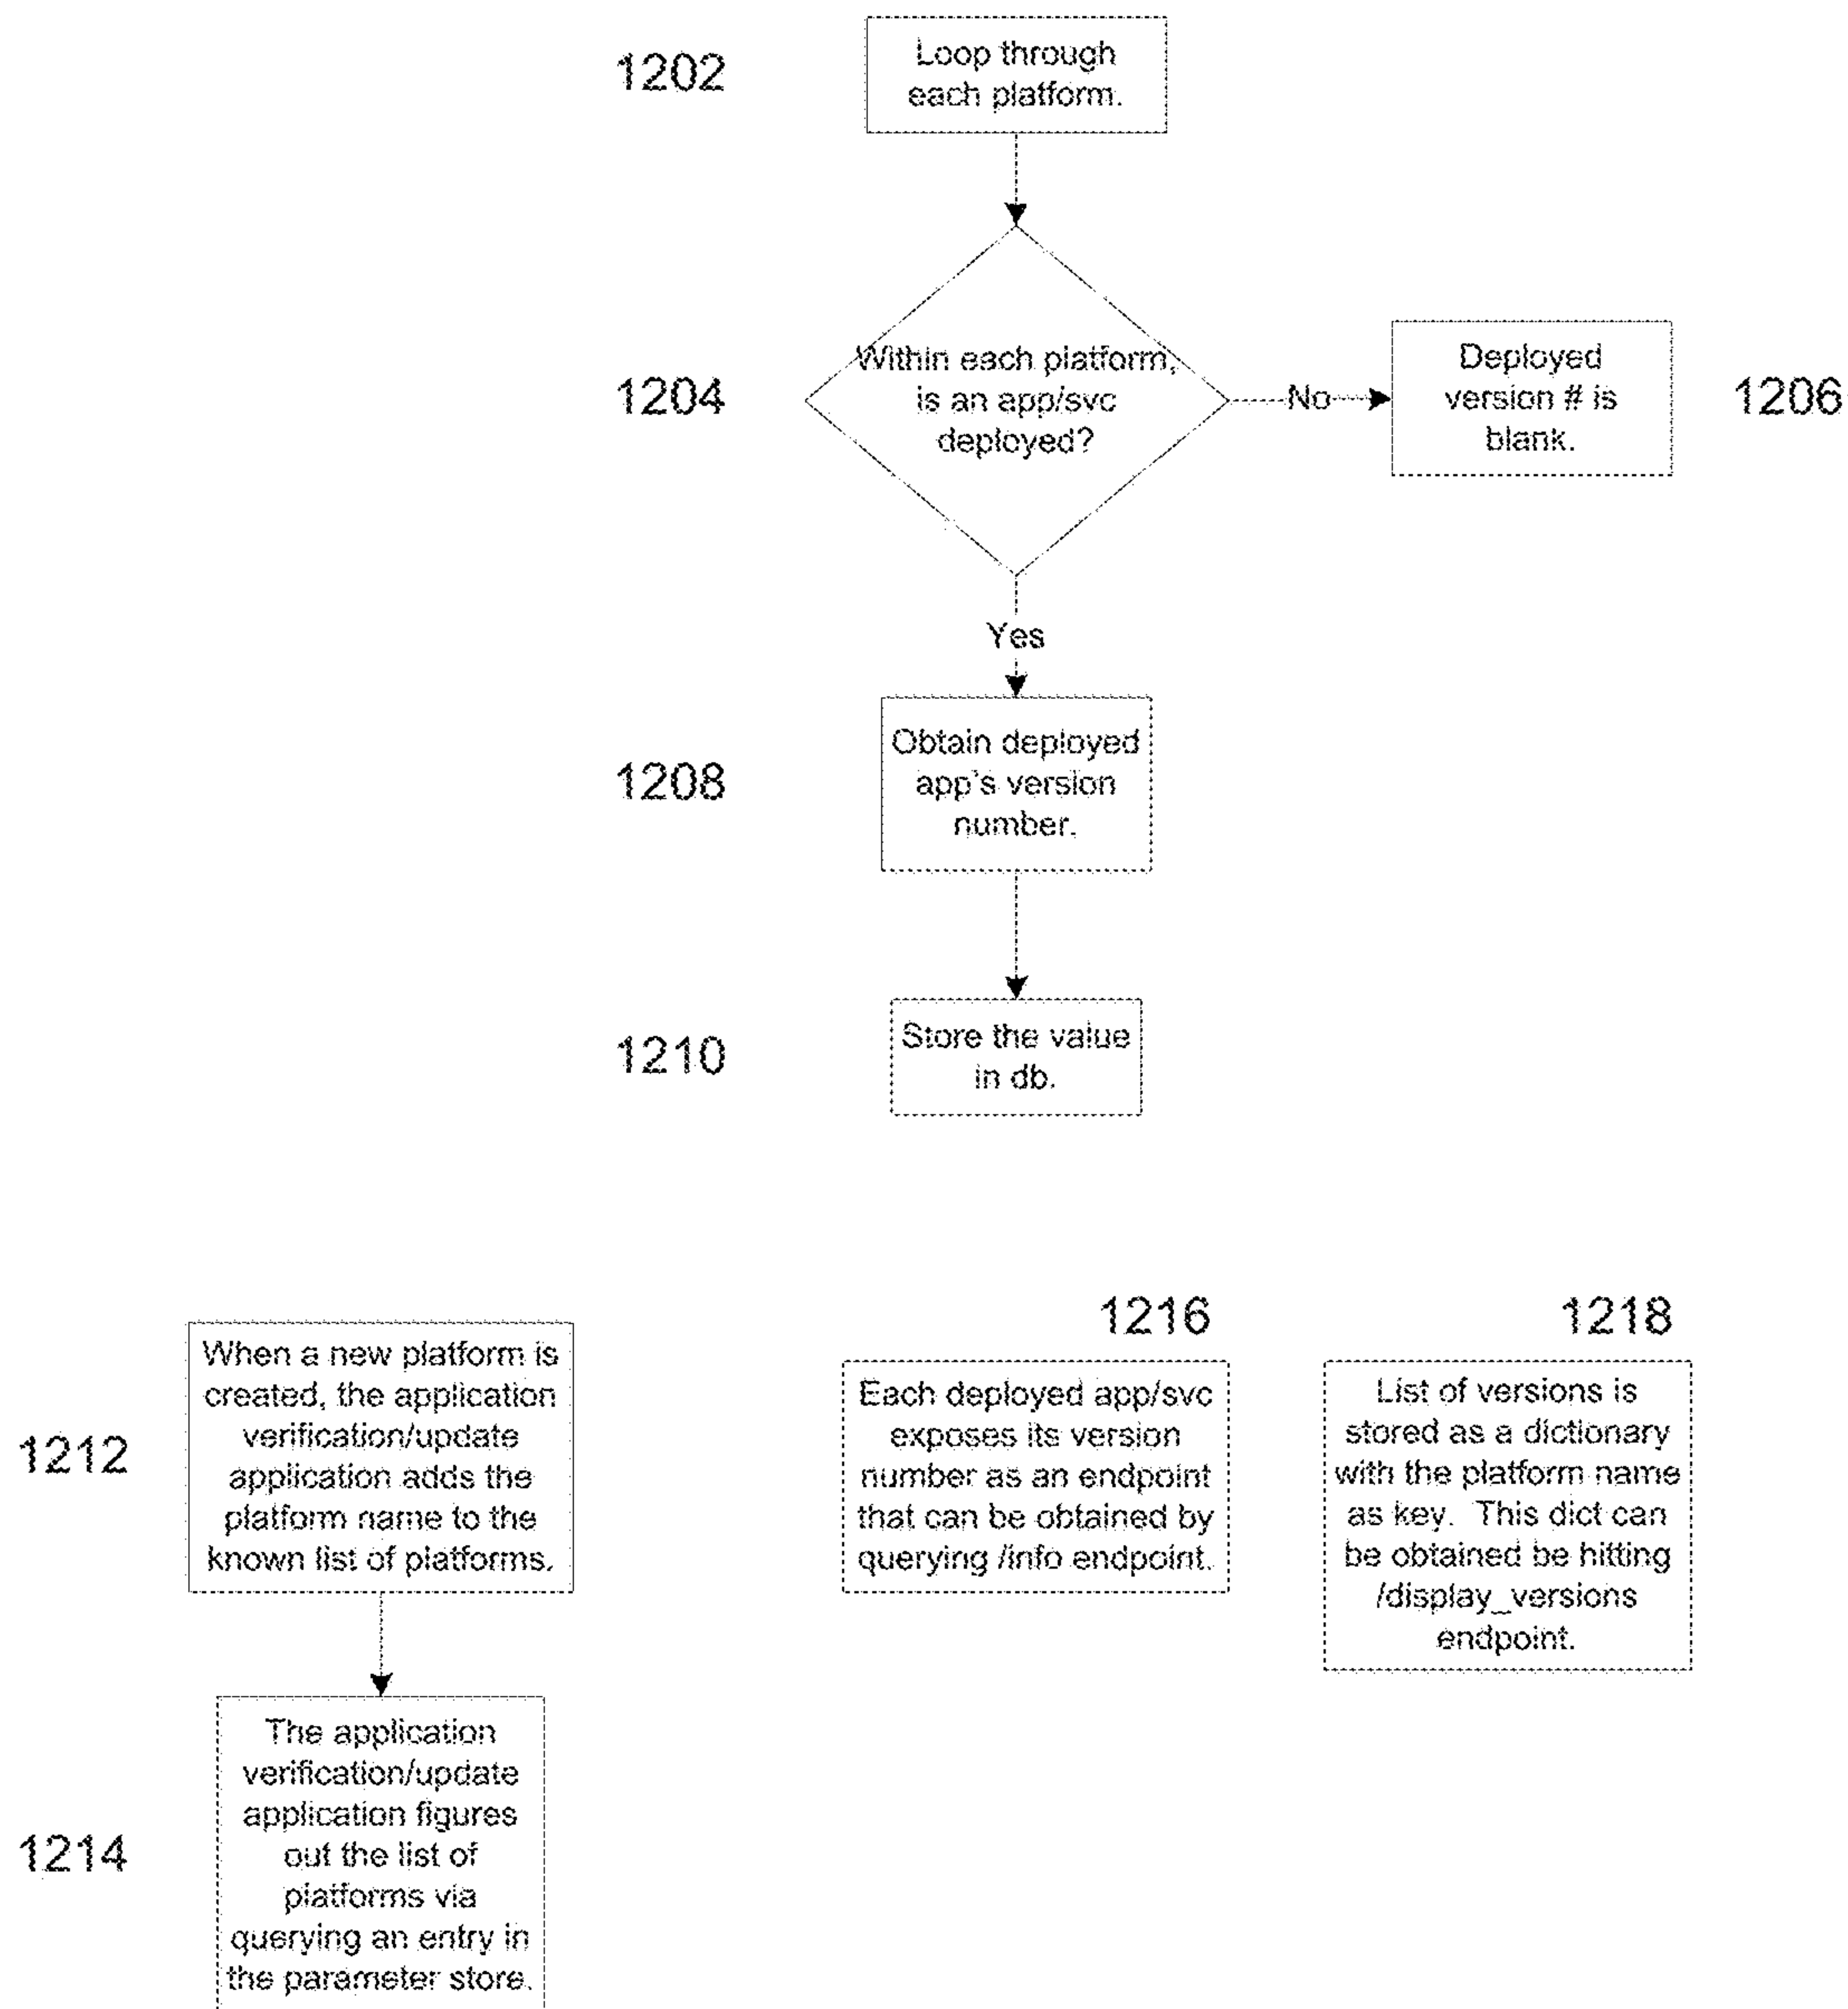 1202
Loop through
each platform.
1204
Within each platform,
is an app/svc
deployed?
No
Deployed
version # is
blank.
1206
Yes
1208
Obtain deployed
app's version
number.
1210
Store the value
in db.
1212
When a new platform is
created, the application
verification/update
application adds the
platform name to the
known list of platforms.
1214
The application
verification/update
application figures
out the list of
platforms via
querying an entry in
the parameter store.
1216
Each deployed app/svc
exposes its version
number as an endpoint
that can be obtained by
querying /info endpoint.
1218
List of versions is
stored as a dictionary
with the platform name
as key. This dict can
be obtained be hitting
/display_versions
endpoint.